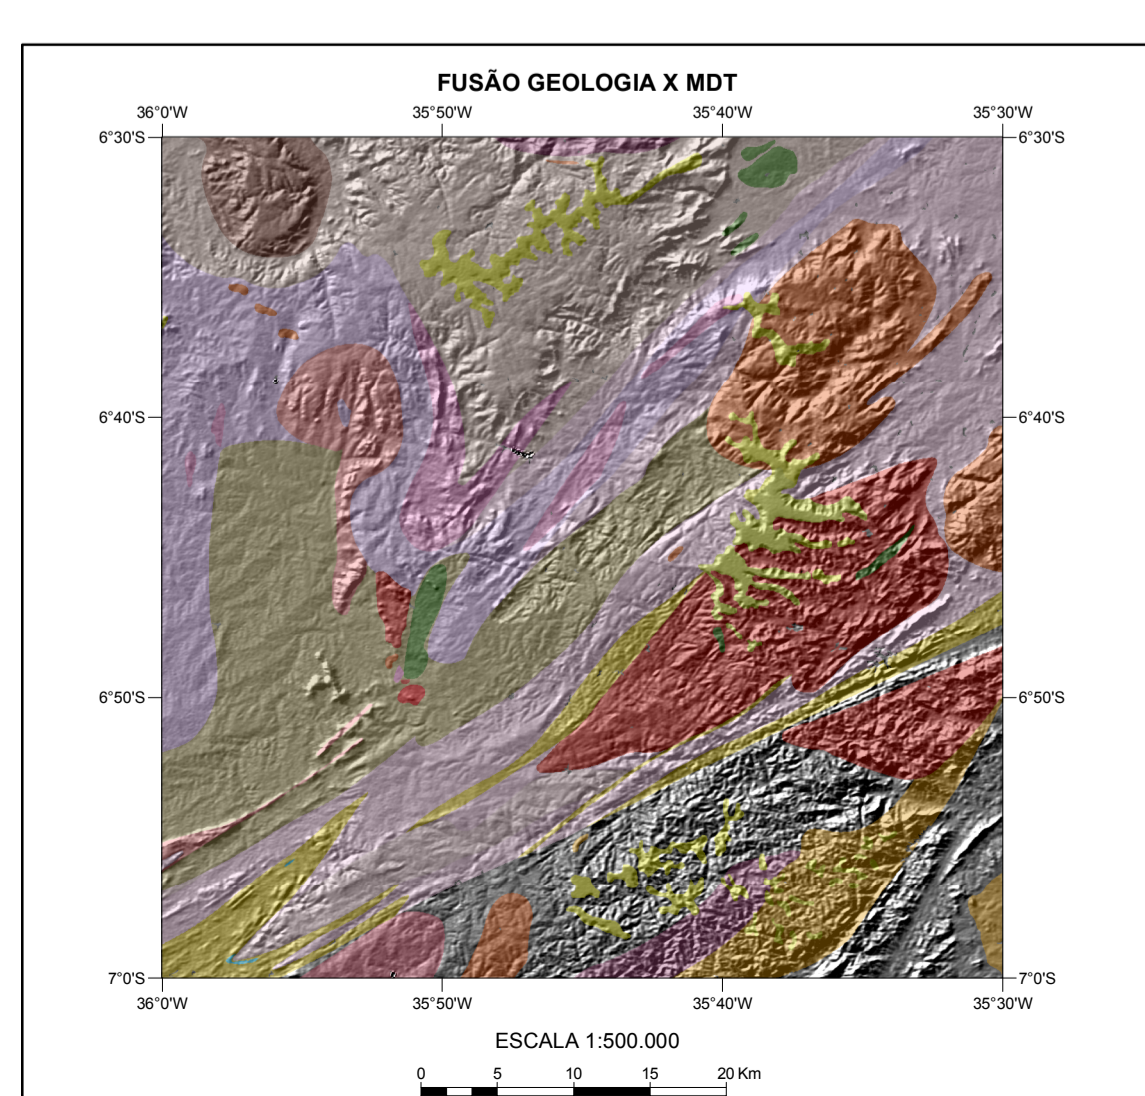 FUSÃO GEOLOGIA X MDT
36°0'W 35°50'W 35°40'W 35°30'W
6°30'S 6°30'S
6°40'S 6°40'S
6°50'S 6°50'S
7°0'S 7°0'S
36°0'W 35°50'W 35°40'W 35°30'W
ESCALA 1:500.000
0 5 10 15 20 Km